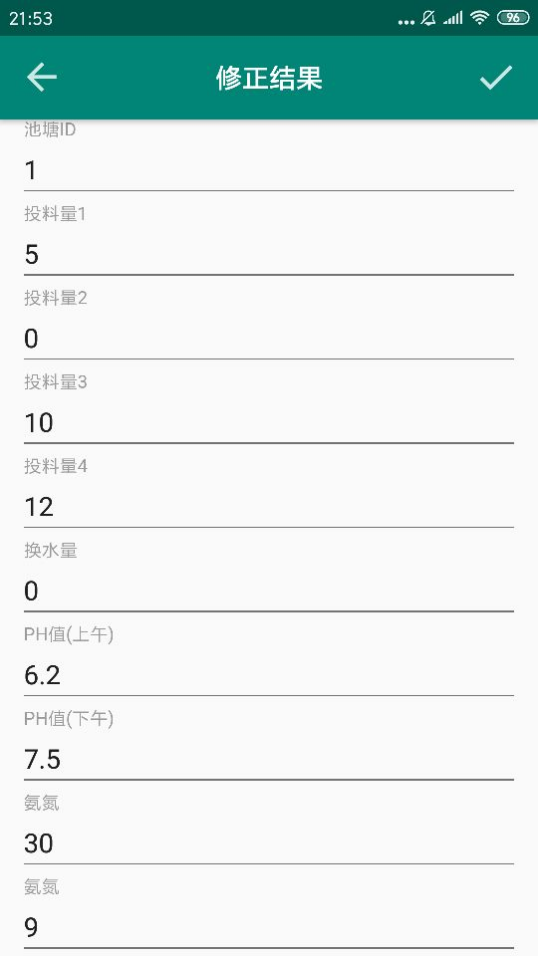 21:53
96
修正结果
池塘ID
1
投料量1
5
投料量2
0
投料量3
10
投料量4
12
换水量
0
PH值(上午)
6.2
PH值(下午)
7.5
氨氮
30
氨氮
9